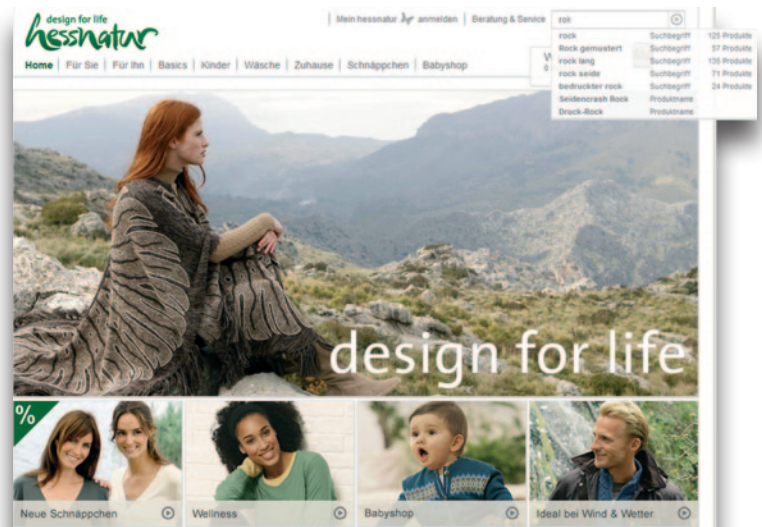 design for life
hessnatur
Mein hessnatur anmelden | Beratung & Service
rok
Home | Für Sie | Für Ihn | Basics | Kinder | Wäsche | Zuhause | Schnäppchen | Babyshop
W
0
rock Suchbegriff 125 Produkte
Rock gemustert Suchbegriff 57 Produkte
rock lang Suchbegriff 135 Produkte
rock seide Suchbegriff 71 Produkte
bedruckter rock Suchbegriff 24 Produkte
Seidencrash Rock Produktname
Druck-Rock Produktname
design for life
%
Neue Schnäppchen
Wellness
Babyshop
Ideal bei Wind & Wetter